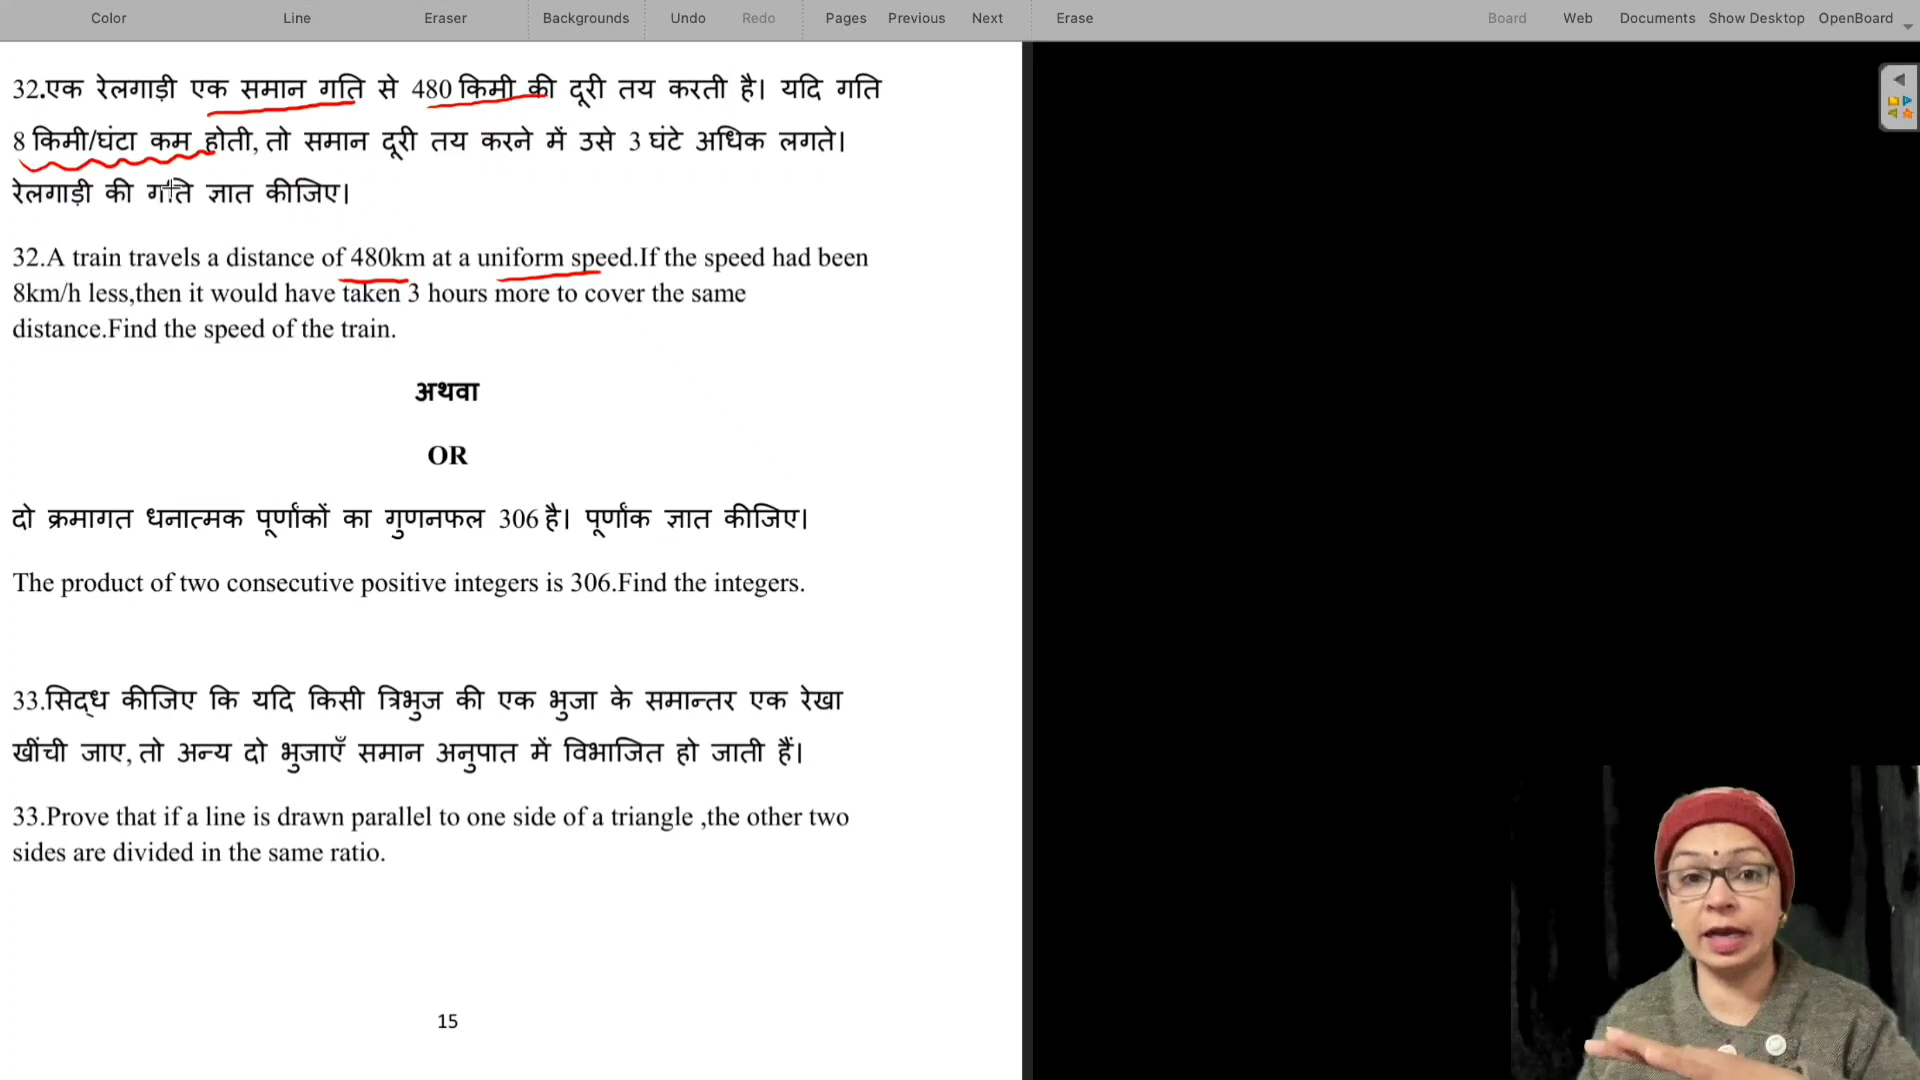 Color Line Eraser Backgrounds Undo Redo Pages Previous Next Erase Board Web Documents Show Desktop OpenBoard
32.एक रेलगाड़ी एक समान गति से 480 किमी की दूरी तय करती है। यदि गति
8 किमी/घंटा कम होती, तो समान दूरी तय करने में उसे 3 घंटे अधिक लगते।
रेलगाड़ी की गति ज्ञात कीजिए।
32.A train travels a distance of 480km at a uniform speed.If the speed had been
8km/h less,then it would have taken 3 hours more to cover the same
distance.Find the speed of the train.
अथवा
OR
दो क्रमागत धनात्मक पूर्णांकों का गुणनफल 306 है। पूर्णांक ज्ञात कीजिए।
The product of two consecutive positive integers is 306.Find the integers.
33.सिद्ध कीजिए कि यदि किसी त्रिभुज की एक भुजा के समान्तर एक रेखा
खींची जाए, तो अन्य दो भुजाएँ समान अनुपात में विभाजित हो जाती हैं।
33.Prove that if a line is drawn parallel to one side of a triangle ,the other two
sides are divided in the same ratio.
15